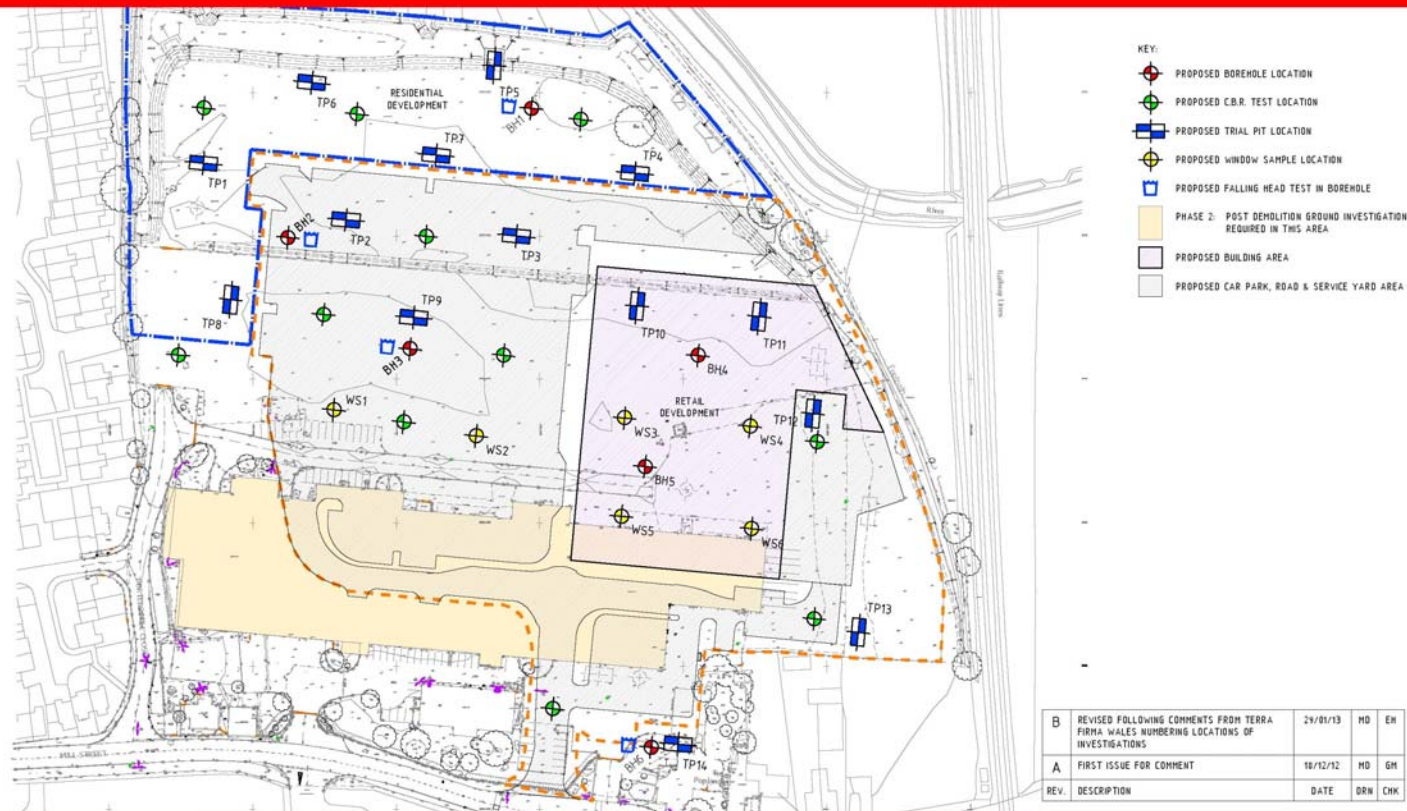 RESIDENTIAL
DEVELOPMENT
TP6
TP5
BH1
TP7
TP4
TP1
BH2
TP2
TP3
TP8
TP9
BH3
TP10
TP11
BH4
WS1
WS2
RETAIL
DEVELOPMENT
WS3
WS4
TP12
BH5
WS5
WS6
TP13
BH6
TP14
River
Railway Lines
MILL STREET
KEY:
PROPOSED BOREHOLE LOCATION
PROPOSED C.B.R. TEST LOCATION
PROPOSED TRIAL PIT LOCATION
PROPOSED WINDOW SAMPLE LOCATION
PROPOSED FALLING HEAD TEST IN BOREHOLE
PHASE 2: POST DEMOLITION GROUND INVESTIGATION
REQUIRED IN THIS AREA
PROPOSED BUILDING AREA
PROPOSED CAR PARK, ROAD & SERVICE YARD AREA
B REVISED FOLLOWING COMMENTS FROM TERRA 29/01/13 MD EH
FIRMA WALES NUMBERING LOCATIONS OF
INVESTIGATIONS
A FIRST ISSUE FOR COMMENT 10/12/12 MD GM
REV. DESCRIPTION DATE DRN CHK